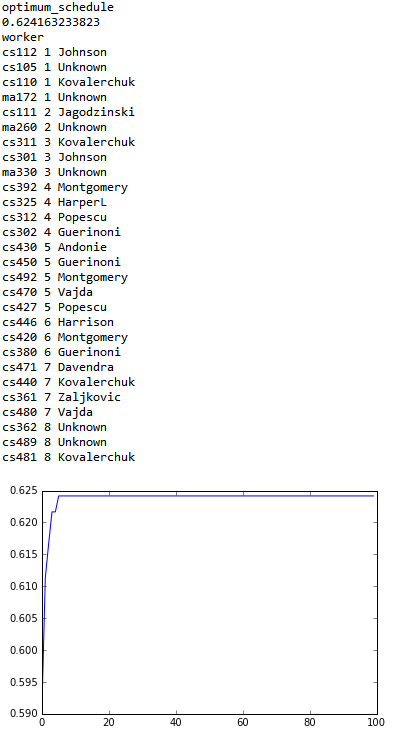 optimum_schedule
0.624163233823
worker
cs112 1 Johnson
cs105 1 Unknown
cs110 1 Kovalerchuk
ma172 1 Unknown
cs111 2 Jagodzinski
ma260 2 Unknown
cs311 3 Kovalerchuk
cs301 3 Johnson
ma330 3 Unknown
cs392 4 Montgomery
cs325 4 HarperL
cs312 4 Popescu
cs302 4 Guerinoni
cs430 5 Andonie
cs450 5 Guerinoni
cs492 5 Montgomery
cs470 5 Vajda
cs427 5 Popescu
cs446 6 Harrison
cs420 6 Montgomery
cs380 6 Guerinoni
cs471 7 Davendra
cs440 7 Kovalerchuk
cs361 7 Zaljkovic
cs480 7 Vajda
cs362 8 Unknown
cs489 8 Unknown
cs481 8 Kovalerchuk
0.625
0.620
0.615
0.610
0.605
0.600
0.595
0.590
0 20 40 60 80 100